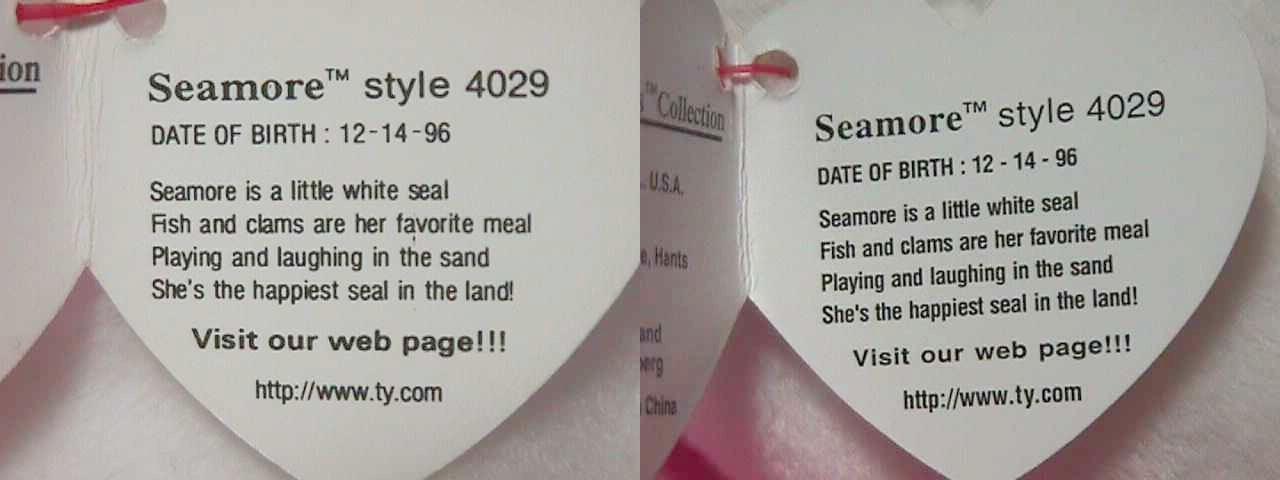 ion
Seamore™ style 4029
DATE OF BIRTH : 12-14-96
Seamore is a little white seal
Fish and clams are her favorite meal
Playing and laughing in the sand
She's the happiest seal in the land!
Visit our web page!!!
http://www.ty.com
™Collection
U.S.A.
e, Hants
and
erg
China
Seamore™ style 4029
DATE OF BIRTH : 12 - 14 - 96
Seamore is a little white seal
Fish and clams are her favorite meal
Playing and laughing in the sand
She's the happiest seal in the land!
Visit our web page!!!
http://www.ty.com